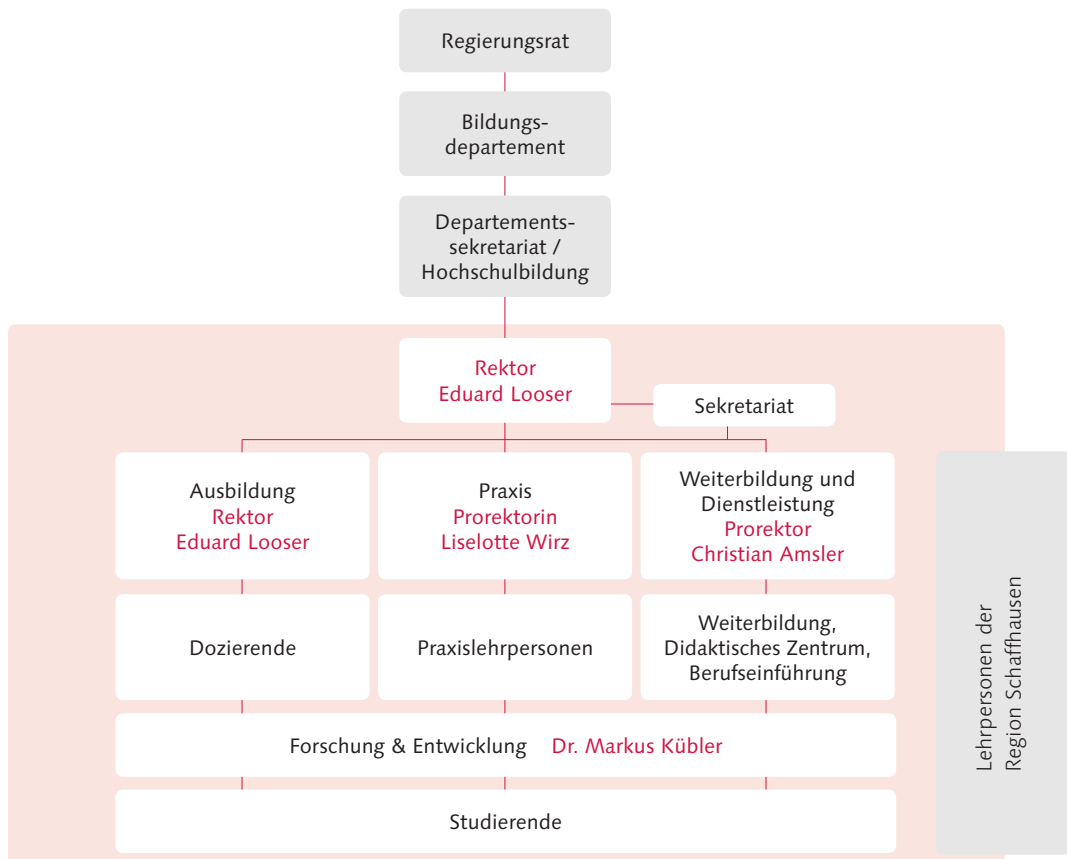 Regierungsrat
Bildungs-
departement
Departements-
sekretariat /
Hochschulbildung
Rektor
Eduard Looser
Sekretariat
Ausbildung
Rektor
Eduard Looser
Praxis
Prorektorin
Liselotte Wirz
Weiterbildung und
Dienstleistung
Prorektor
Christian Amsler
Dozierende
Praxislehrpersonen
Weiterbildung,
Didaktisches Zentrum,
Berufseinführung
Forschung & Entwicklung Dr. Markus Kübler
Studierende
Lehrpersonen der
Region Schaffhausen